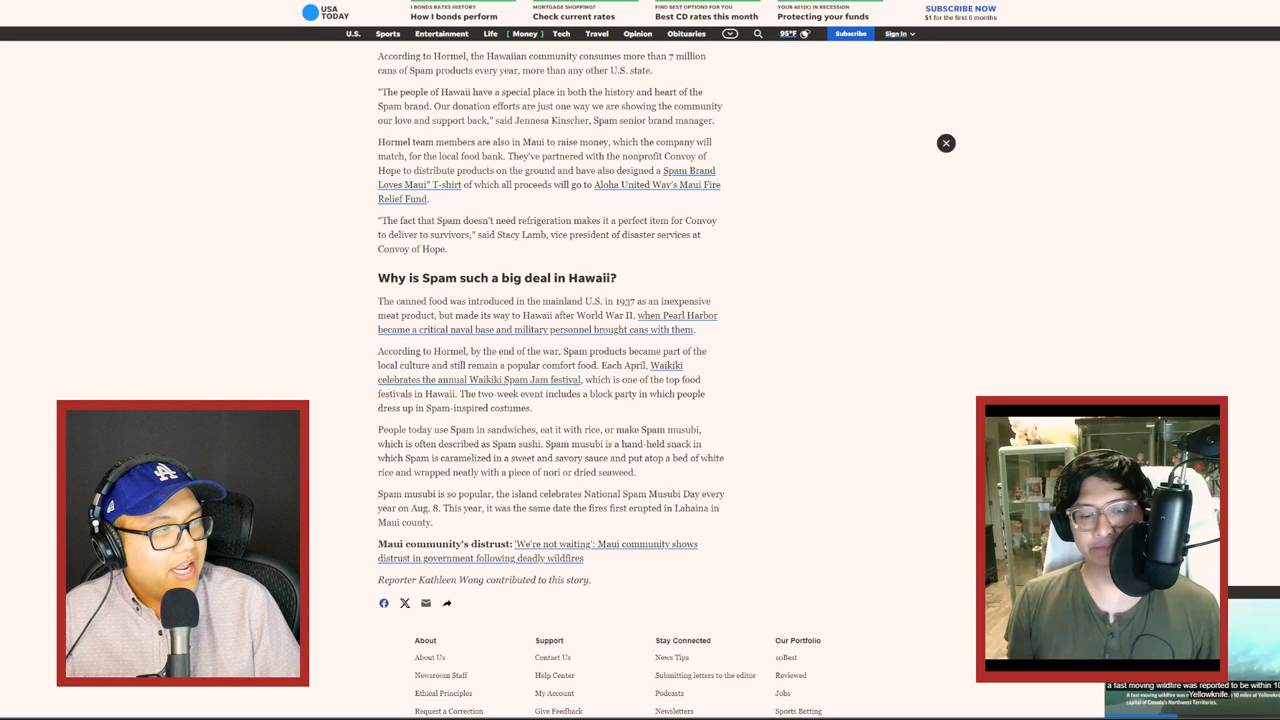 USA
TODAY
I BONDS RATES HISTORY
How I bonds perform
MORTGAGE SHOPPING?
Check current rates
FIND BEST OPTIONS FOR YOU
Best CD rates this month
YOUR 401(K) IN RECESSION
Protecting your funds
SUBSCRIBE NOW
$1 for the first 6 months
U.S. Sports Entertainment Life [ Money ] Tech Travel Opinion Obituaries 95°F Subscribe Sign In
According to Hormel, the Hawaiian community consumes more than 7 million
cans of Spam products every year, more than any other U.S. state.
"The people of Hawaii have a special place in both the history and heart of the
Spam brand. Our donation efforts are just one way we are showing the community
our love and support back," said Jennesa Kinscher, Spam senior brand manager.
Hormel team members are also in Maui to raise money, which the company will
match, for the local food bank. They've partnered with the nonprofit Convoy of
Hope to distribute products on the ground and have also designed a Spam Brand
Loves Maui" T-shirt of which all proceeds will go to Aloha United Way's Maui Fire
Relief Fund.
"The fact that Spam doesn't need refrigeration makes it a perfect item for Convoy
to deliver to survivors," said Stacy Lamb, vice president of disaster services at
Convoy of Hope.
Why is Spam such a big deal in Hawaii?
The canned food was introduced in the mainland U.S. in 1937 as an inexpensive
meat product, but made its way to Hawaii after World War II, when Pearl Harbor
became a critical naval base and military personnel brought cans with them.
According to Hormel, by the end of the war, Spam products became part of the
local culture and still remain a popular comfort food. Each April, Waikiki
celebrates the annual Waikiki Spam Jam festival, which is one of the top food
festivals in Hawaii. The two-week event includes a block party in which people
dress up in Spam-inspired costumes.
People today use Spam in sandwiches, eat it with rice, or make Spam musubi,
which is often described as Spam sushi. Spam musubi is a hand-held snack in
which Spam is caramelized in a sweet and savory sauce and put atop a bed of white
rice and wrapped neatly with a piece of nori or dried seaweed.
Spam musubi is so popular, the island celebrates National Spam Musubi Day every
year on Aug. 8. This year, it was the same date the fires first erupted in Lahaina in
Maui county.
Maui community's distrust: 'We're not waiting': Maui community shows
distrust in government following deadly wildfires
Reporter Kathleen Wong contributed to this story.
About
About Us
Newsroom Staff
Ethical Principles
Request a Correction
Support
Contact Us
Help Center
My Account
Give Feedback
Stay Connected
News Tips
Submitting letters to the editor
Podcasts
Newsletters
Our Portfolio
10Best
Reviewed
Jobs
Sports Betting
LA
a fast moving wildfire was reported to be within 10
Yellowknife,
A fast-moving wildfire was
10 miles of Yellowknife
capital of Canada's Northwest Territories.